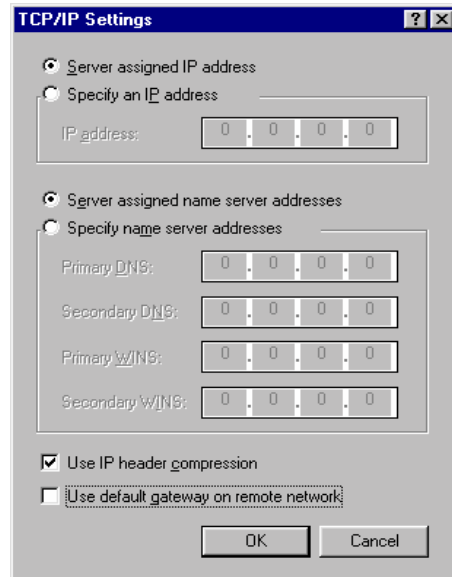 TCP/IP Settings
Server assigned IP address
Specify an IP address
IP address: 0 . 0 . 0 . 0
Server assigned name server addresses
Specify name server addresses
Primary DNS: 0 . 0 . 0 . 0
Secondary DNS: 0 . 0 . 0 . 0
Primary WINS: 0 . 0 . 0 . 0
Secondary WINS: 0 . 0 . 0 . 0
Use IP header compression
Use default gateway on remote network
OK Cancel